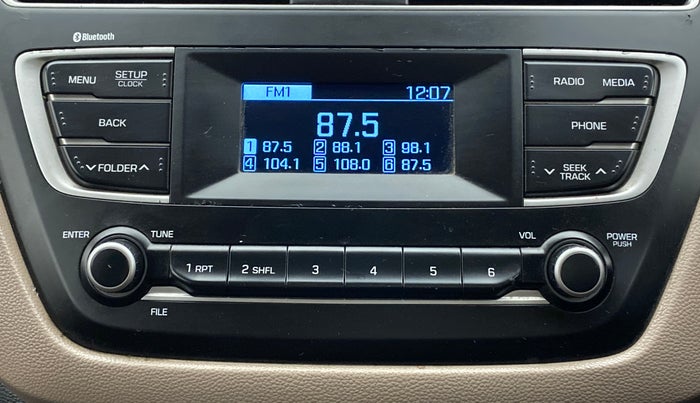 Bluetooth
MENU
SETUP
CLOCK
BACK
FOLDER
FM1 12:07
87.5
1 87.5 2 88.1 3 98.1
4 104.1 5 108.0 6 87.5
RADIO MEDIA
PHONE
SEEK
TRACK
ENTER TUNE
FILE
1 RPT 2 SHFL 3 4 5 6
VOL POWER
PUSH